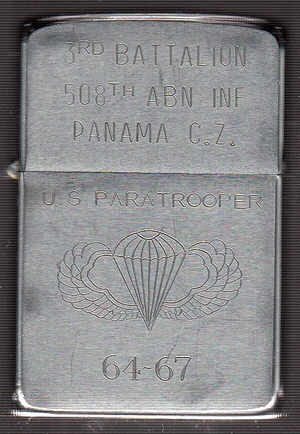 3RD BATTALION
508TH ABN INF
PANAMA C.Z.
U.S PARATROOPER
64-67